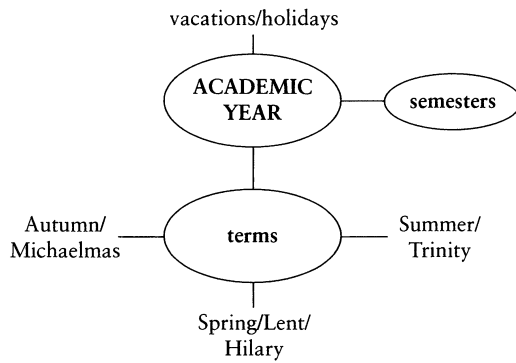 vacations/holidays
ACADEMIC
YEAR
semesters
Autumn/
Michaelmas
terms
Summer/
Trinity
Spring/Lent/
Hilary